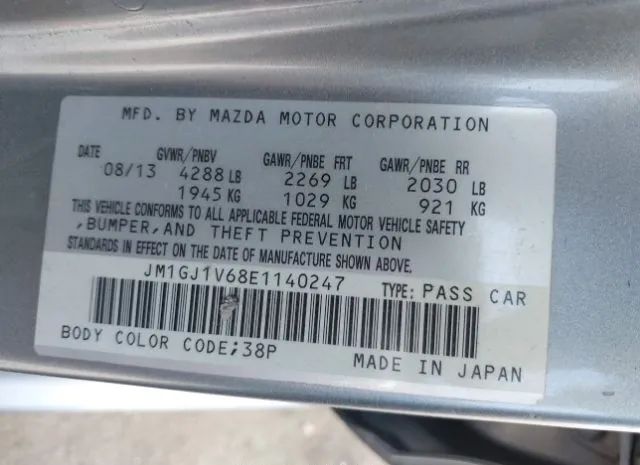 MFD. BY MAZDA MOTOR CORPORATION
DATE GVWR/PNBV GAWR/PNBE FRT GAWR/PNBE RR
08/13 4288 LB 2269 LB 2030 LB
1945 KG 1029 KG 921 KG
THIS VEHICLE CONFORMS TO ALL APPLICABLE FEDERAL MOTOR VEHICLE SAFETY
,BUMPER,AND THEFT PREVENTION
STANDARDS IN EFFECT ON THE DATE OF MANUFACTURE SHOWN ABOVE.
JM1GJ1V68E1140247 TYPE: PASS CAR
BODY COLOR CODE;38P MADE IN JAPAN